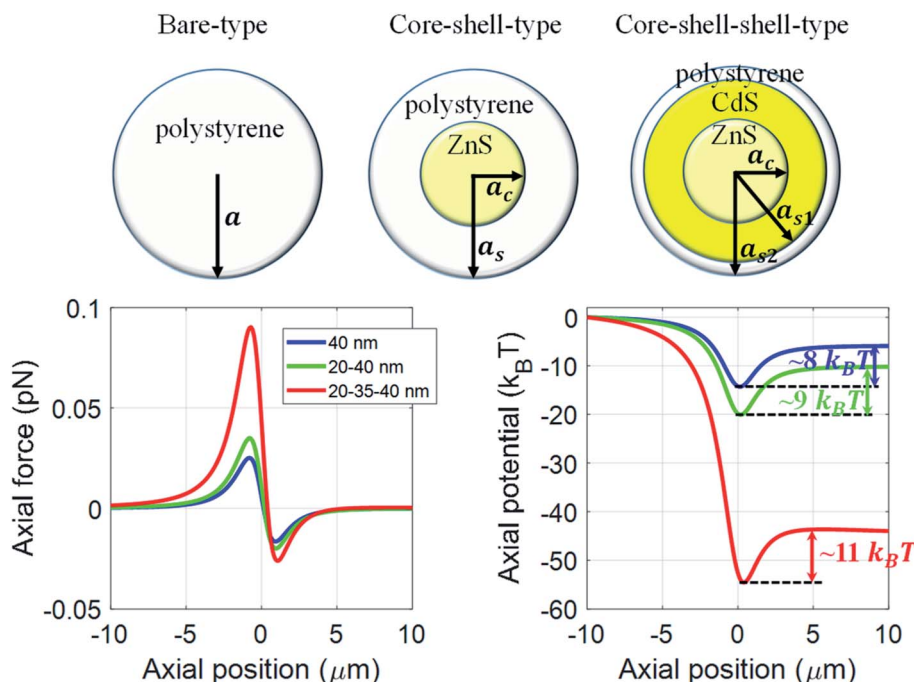 Bare-type
Core-shell-type
Core-shell-shell-type
polystyrene
a
polystyrene
ZnS
a_c
a_s
polystyrene
CdS
ZnS
a_c
a_s1
a_s2
0.1
0.05
0
-0.05
Axial force (pN)
40 nm
20-40 nm
20-35-40 nm
-10
-5
0
5
10
Axial position (μm)
0
-10
-20
-30
-40
-50
-60
Axial potential (k_BT)
~8 k_BT
~9 k_BT
~11 k_BT
-10
-5
0
5
10
Axial position (μm)